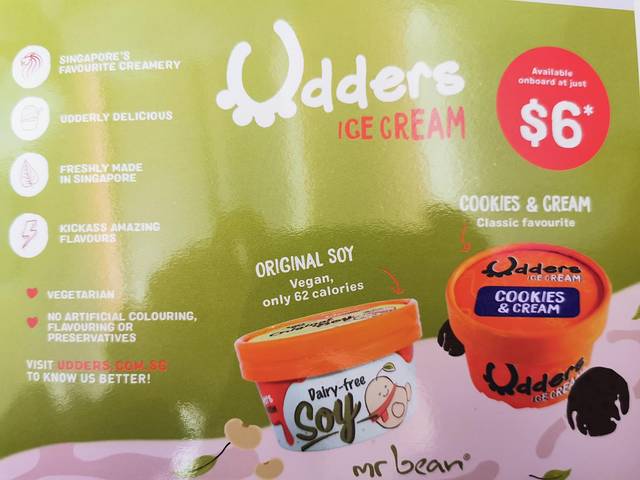 SINGAPORE'S
FAVOURITE CREAMERY
UDDERLY DELICIOUS
FRESHLY MADE
IN SINGAPORE
KICKASS AMAZING
FLAVOURS
VEGETARIAN
NO ARTIFICIAL COLOURING,
FLAVOURING OR
PRESERVATIVES
VISIT UDDERS.COM.SG
TO KNOW US BETTER!
Udders
ICE CREAM
Available
onboard at just
$6*
COOKIES & CREAM
Classic favourite
ORIGINAL SOY
Vegan,
only 62 calories
Udders
ICE CREAM
COOKIES
& CREAM
Udders
ICE CREAM
Dairy-free
Soy
mr bean®